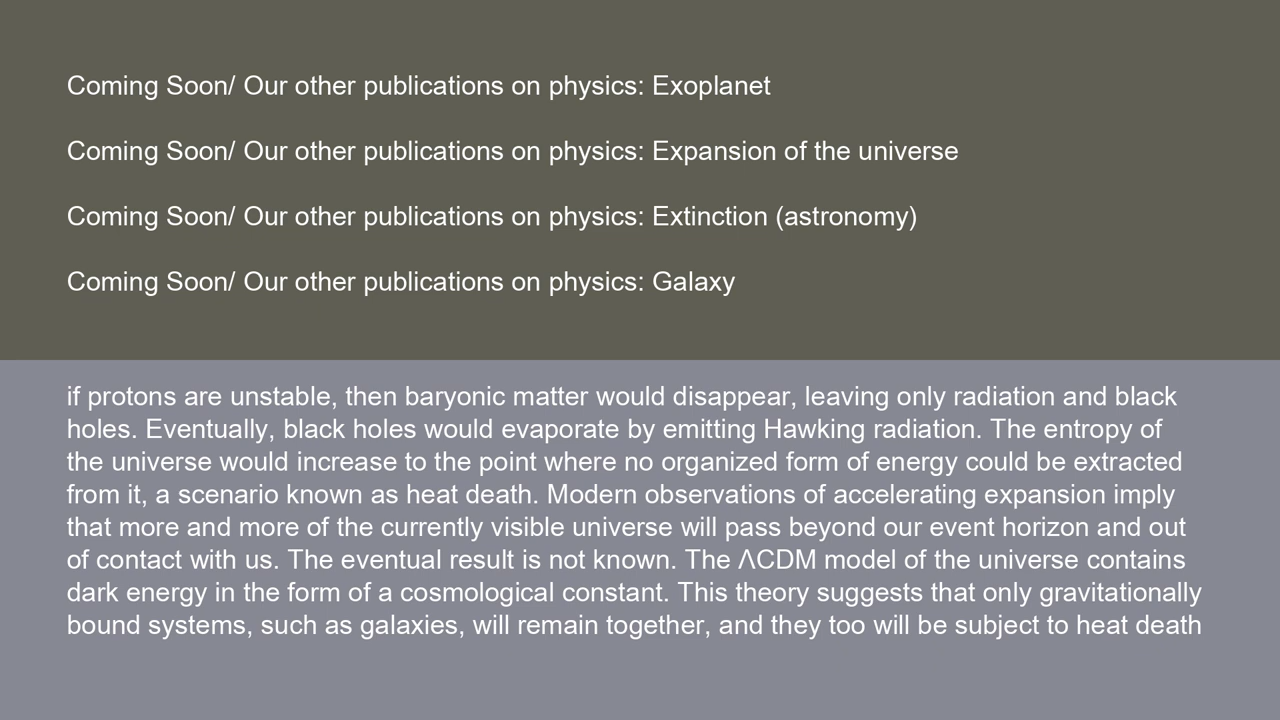 Coming Soon/ Our other publications on physics: Exoplanet
Coming Soon/ Our other publications on physics: Expansion of the universe
Coming Soon/ Our other publications on physics: Extinction (astronomy)
Coming Soon/ Our other publications on physics: Galaxy
if protons are unstable, then baryonic matter would disappear, leaving only radiation and black
holes. Eventually, black holes would evaporate by emitting Hawking radiation. The entropy of
the universe would increase to the point where no organized form of energy could be extracted
from it, a scenario known as heat death. Modern observations of accelerating expansion imply
that more and more of the currently visible universe will pass beyond our event horizon and out
of contact with us. The eventual result is not known. The ΛCDM model of the universe contains
dark energy in the form of a cosmological constant. This theory suggests that only gravitationally
bound systems, such as galaxies, will remain together, and they too will be subject to heat death